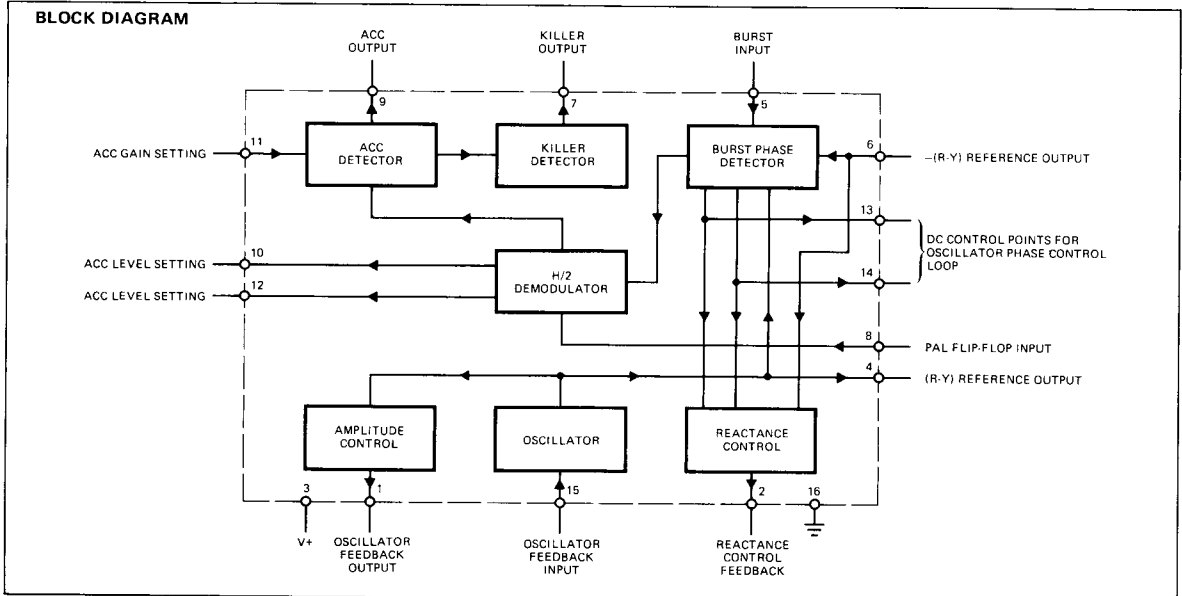 BLOCK DIAGRAM
ACC
OUTPUT
KILLER
OUTPUT
BURST
INPUT
9
7
5
ACC GAIN SETTING
11
ACC
DETECTOR
KILLER
DETECTOR
BURST PHASE
DETECTOR
6
–(R-Y) REFERENCE OUTPUT
13
DC CONTROL POINTS FOR
OSCILLATOR PHASE CONTROL
LOOP
14
ACC LEVEL SETTING
10
ACC LEVEL SETTING
12
H/2
DEMODULATOR
8
PAL FLIP-FLOP INPUT
4
(R-Y) REFERENCE OUTPUT
AMPLITUDE
CONTROL
OSCILLATOR
REACTANCE
CONTROL
3
1
15
2
16
V+
OSCILLATOR
FEEDBACK
OUTPUT
OSCILLATOR
FEEDBACK
INPUT
REACTANCE
CONTROL
FEEDBACK